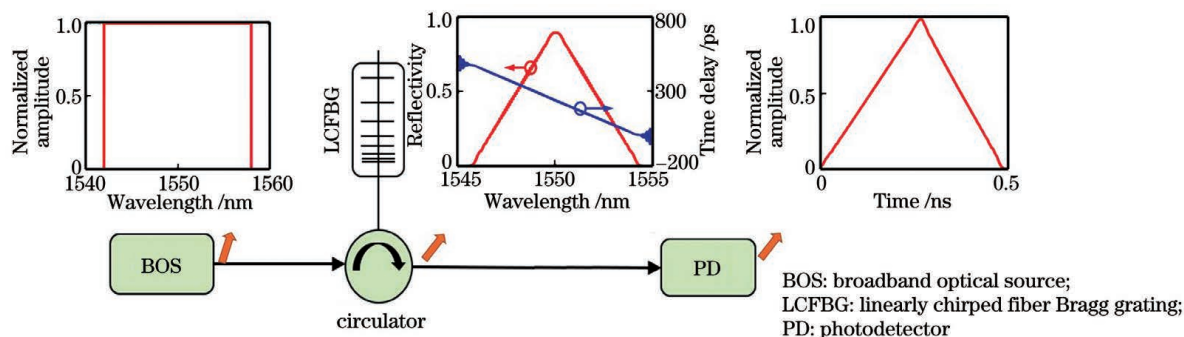 1.0
0.5
0
Normalized
amplitude
1540
1550
1560
Wavelength /nm
LCFBG
1.0
0.5
0
Reflectivity
800
300
-200
Time delay /ps
1545
1550
1555
Wavelength /nm
1.0
0.5
0
Normalized
amplitude
0
0.5
Time /ns
BOS
circulator
PD
BOS: broadband optical source;
LCFBG: linearly chirped fiber Bragg grating;
PD: photodetector